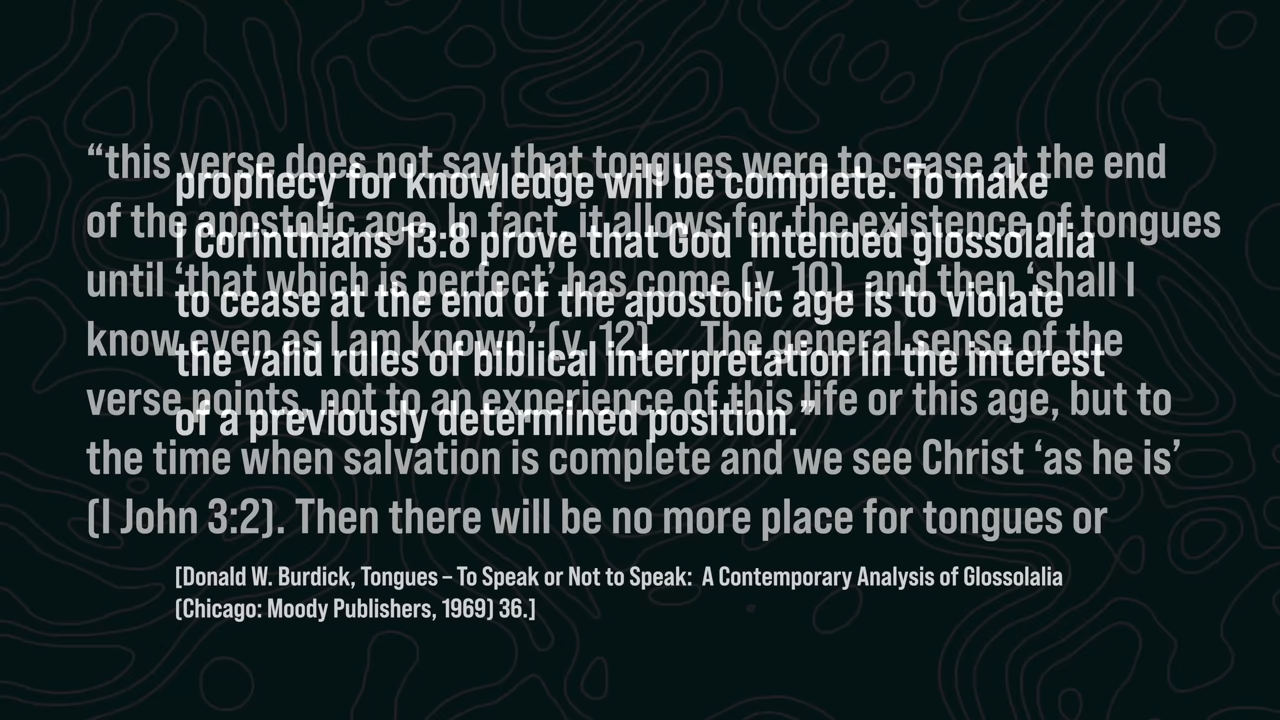 “this verse does not say that tongues were to cease at the end
of the apostolic age. In fact, it allows for the existence of tongues
until ‘that which is perfect’ has come (v. 10), and then ‘shall I
know even as I am known’ (v. 12)... The general sense of the
verse points, not to an experience of this life or this age, but to
the time when salvation is complete and we see Christ ‘as he is’
(I John 3:2). Then there will be no more place for tongues or
prophecy for knowledge will be complete. To make
I Corinthians 13:8 prove that God intended glossolalia
to cease at the end of the apostolic age is to violate
the valid rules of biblical interpretation in the interest
of a previously determined position.”
[Donald W. Burdick, Tongues – To Speak or Not to Speak: A Contemporary Analysis of Glossolalia
(Chicago: Moody Publishers, 1969) 36.]